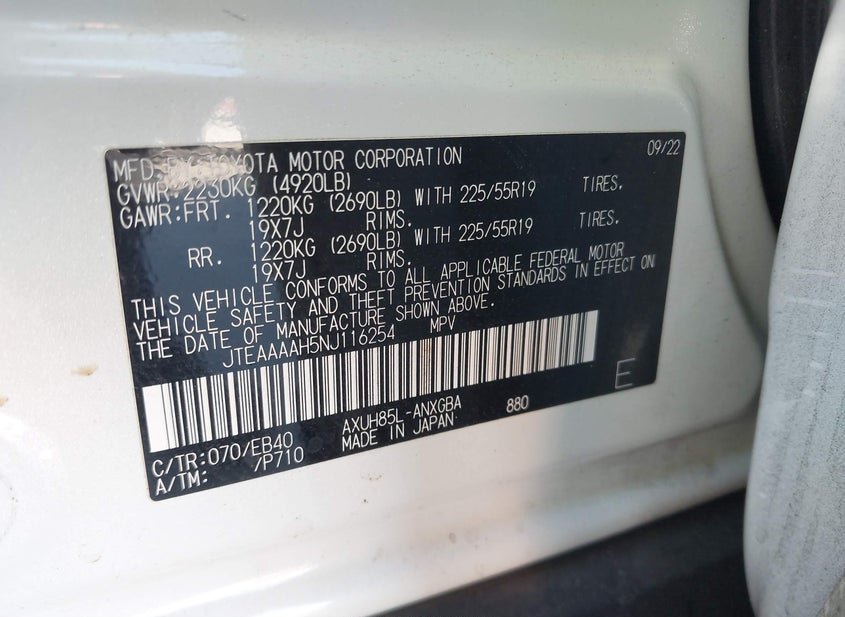 MFD. BY: TOYOTA MOTOR CORPORATION 09/22
GVWR:2230KG (4920LB)
GAWR:FRT. 1220KG (2690LB) WITH 225/55R19 TIRES.
19X7J RIMS.
RR. 1220KG (2690LB) WITH 225/55R19 TIRES.
19X7J RIMS.
THIS VEHICLE CONFORMS TO ALL APPLICABLE FEDERAL MOTOR
VEHICLE SAFETY AND THEFT PREVENTION STANDARDS IN EFFECT ON
THE DATE OF MANUFACTURE SHOWN ABOVE.
JTEAAAAH5NJ116254 MPV
E
C/TR:070/EB40 AXUH85L-ANXGBA 880
A/TM: /P710 MADE IN JAPAN